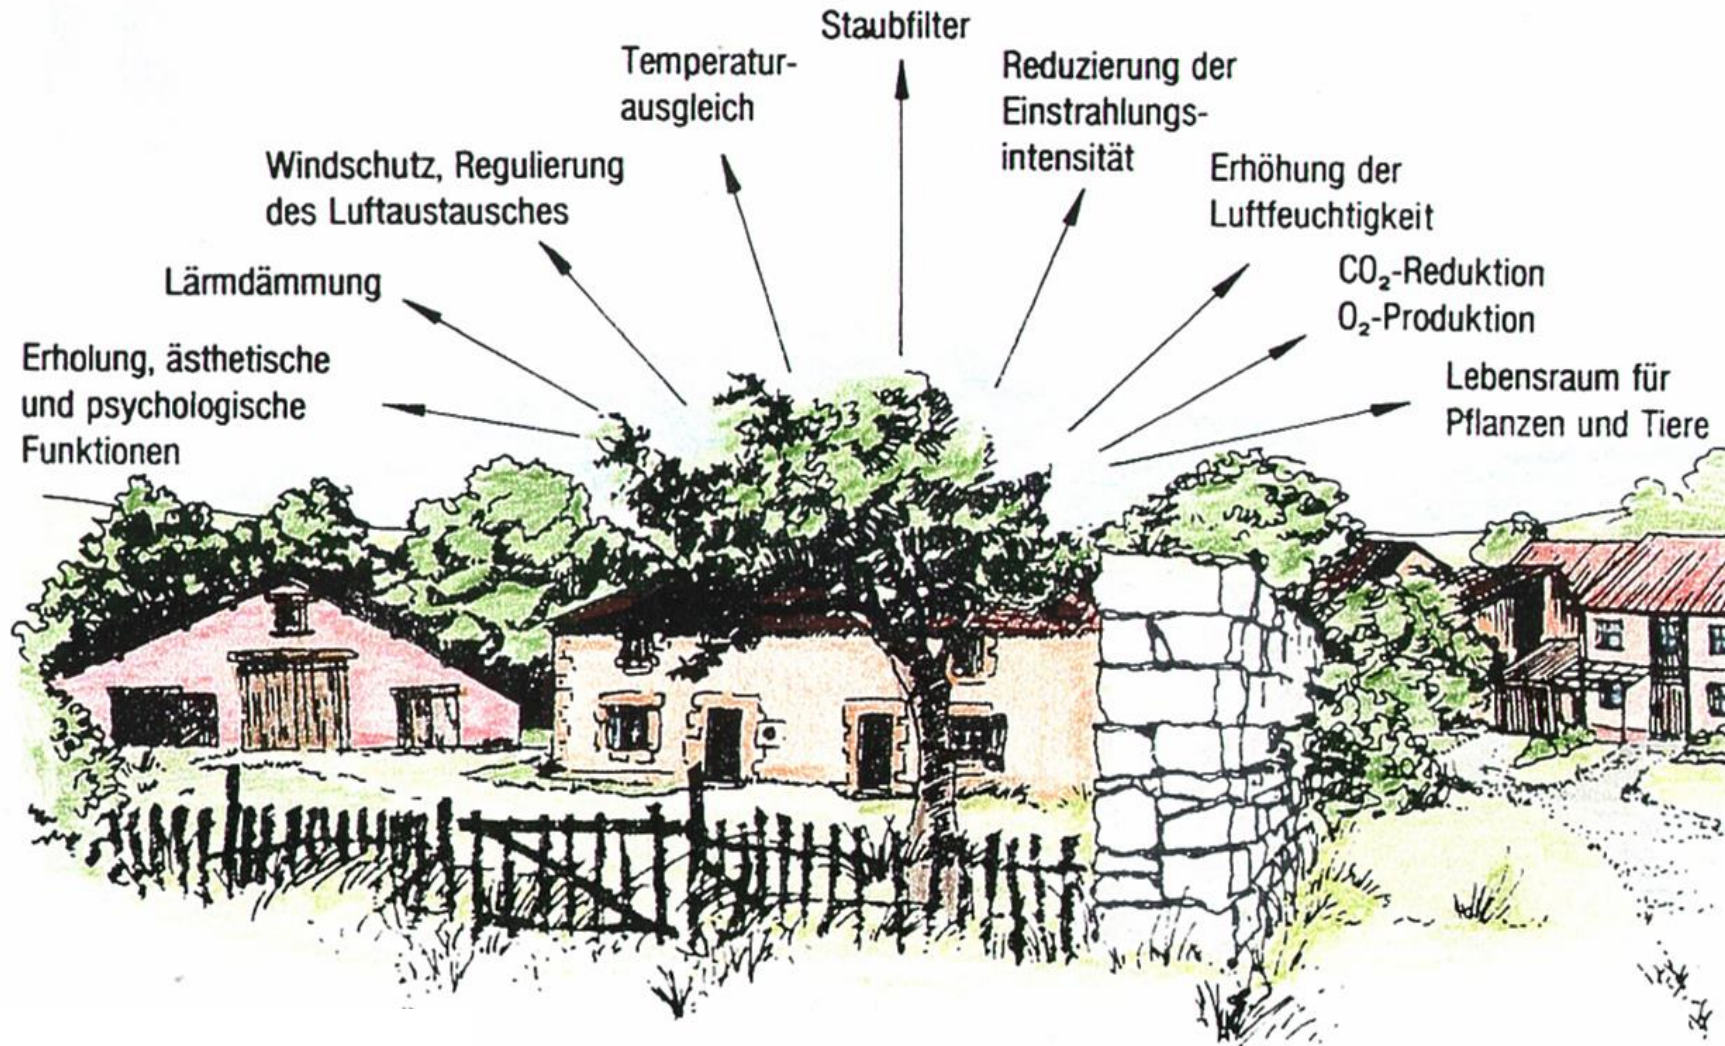 Staubfilter
Temperatur-
ausgleich
Reduzierung der
Einstrahlungs-
intensität
Windschutz, Regulierung
des Luftaustausches
Erhöhung der
Luftfeuchtigkeit
Lärmdämmung
CO₂-Reduktion
O₂-Produktion
Erholung, ästhetische
und psychologische
Funktionen
Lebensraum für
Pflanzen und Tiere